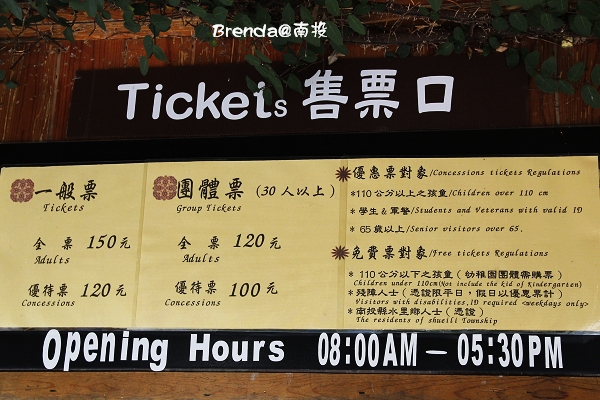 Brenda@南投
Tickets 售票口
一般票
Tickets
全 票 150元
Adults
優待票 120元
Concessions
團體票 (30人以上)
Group Tickets
全 票 120元
Adults
優待票 100元
Concessions
優惠票對象/Concessions tickets Regulations
*110公分以上之孩童/Children over 110 cm
*學生&軍警/Students and Veterans with valid ID
*65歲以上/Senior visitors over 65.
免費票對象/Free tickets Regulations
*110公分以下之孩童(幼稚園團體需購票)
Children under 110cm(Not include the kid of Kindergarten)
*殘障人士(憑證限平日,假日以優惠票計)
Visitors with disabilities,ID required <weekdays only>
*南投縣水里鄉人士(憑證)
The residents of shueili Township
Opening Hours 08:00AM — 05:30PM